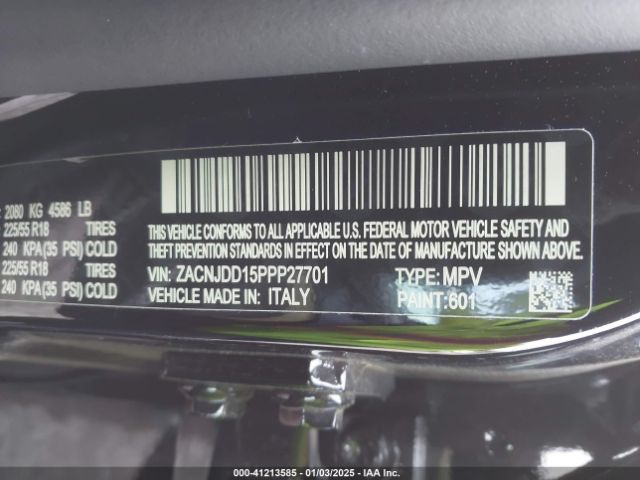 : 2080 KG 4586 LB
225/55 R18 TIRES
240 KPA(35 PSI) COLD
225/55 R18 TIRES
240 KPA(35 PSI) COLD
THIS VEHICLE CONFORMS TO ALL APPLICABLE U.S. FEDERAL MOTOR VEHICLE SAFETY AND
THEFT PREVENTION STANDARDS IN EFFECT ON THE DATE OF MANUFACTURE SHOWN ABOVE.
VIN: ZACNJDD15PPP27701 TYPE: MPV
VEHICLE MADE IN: ITALY PAINT: 601
000-41213585 - 01/03/2025 - IAA Inc.